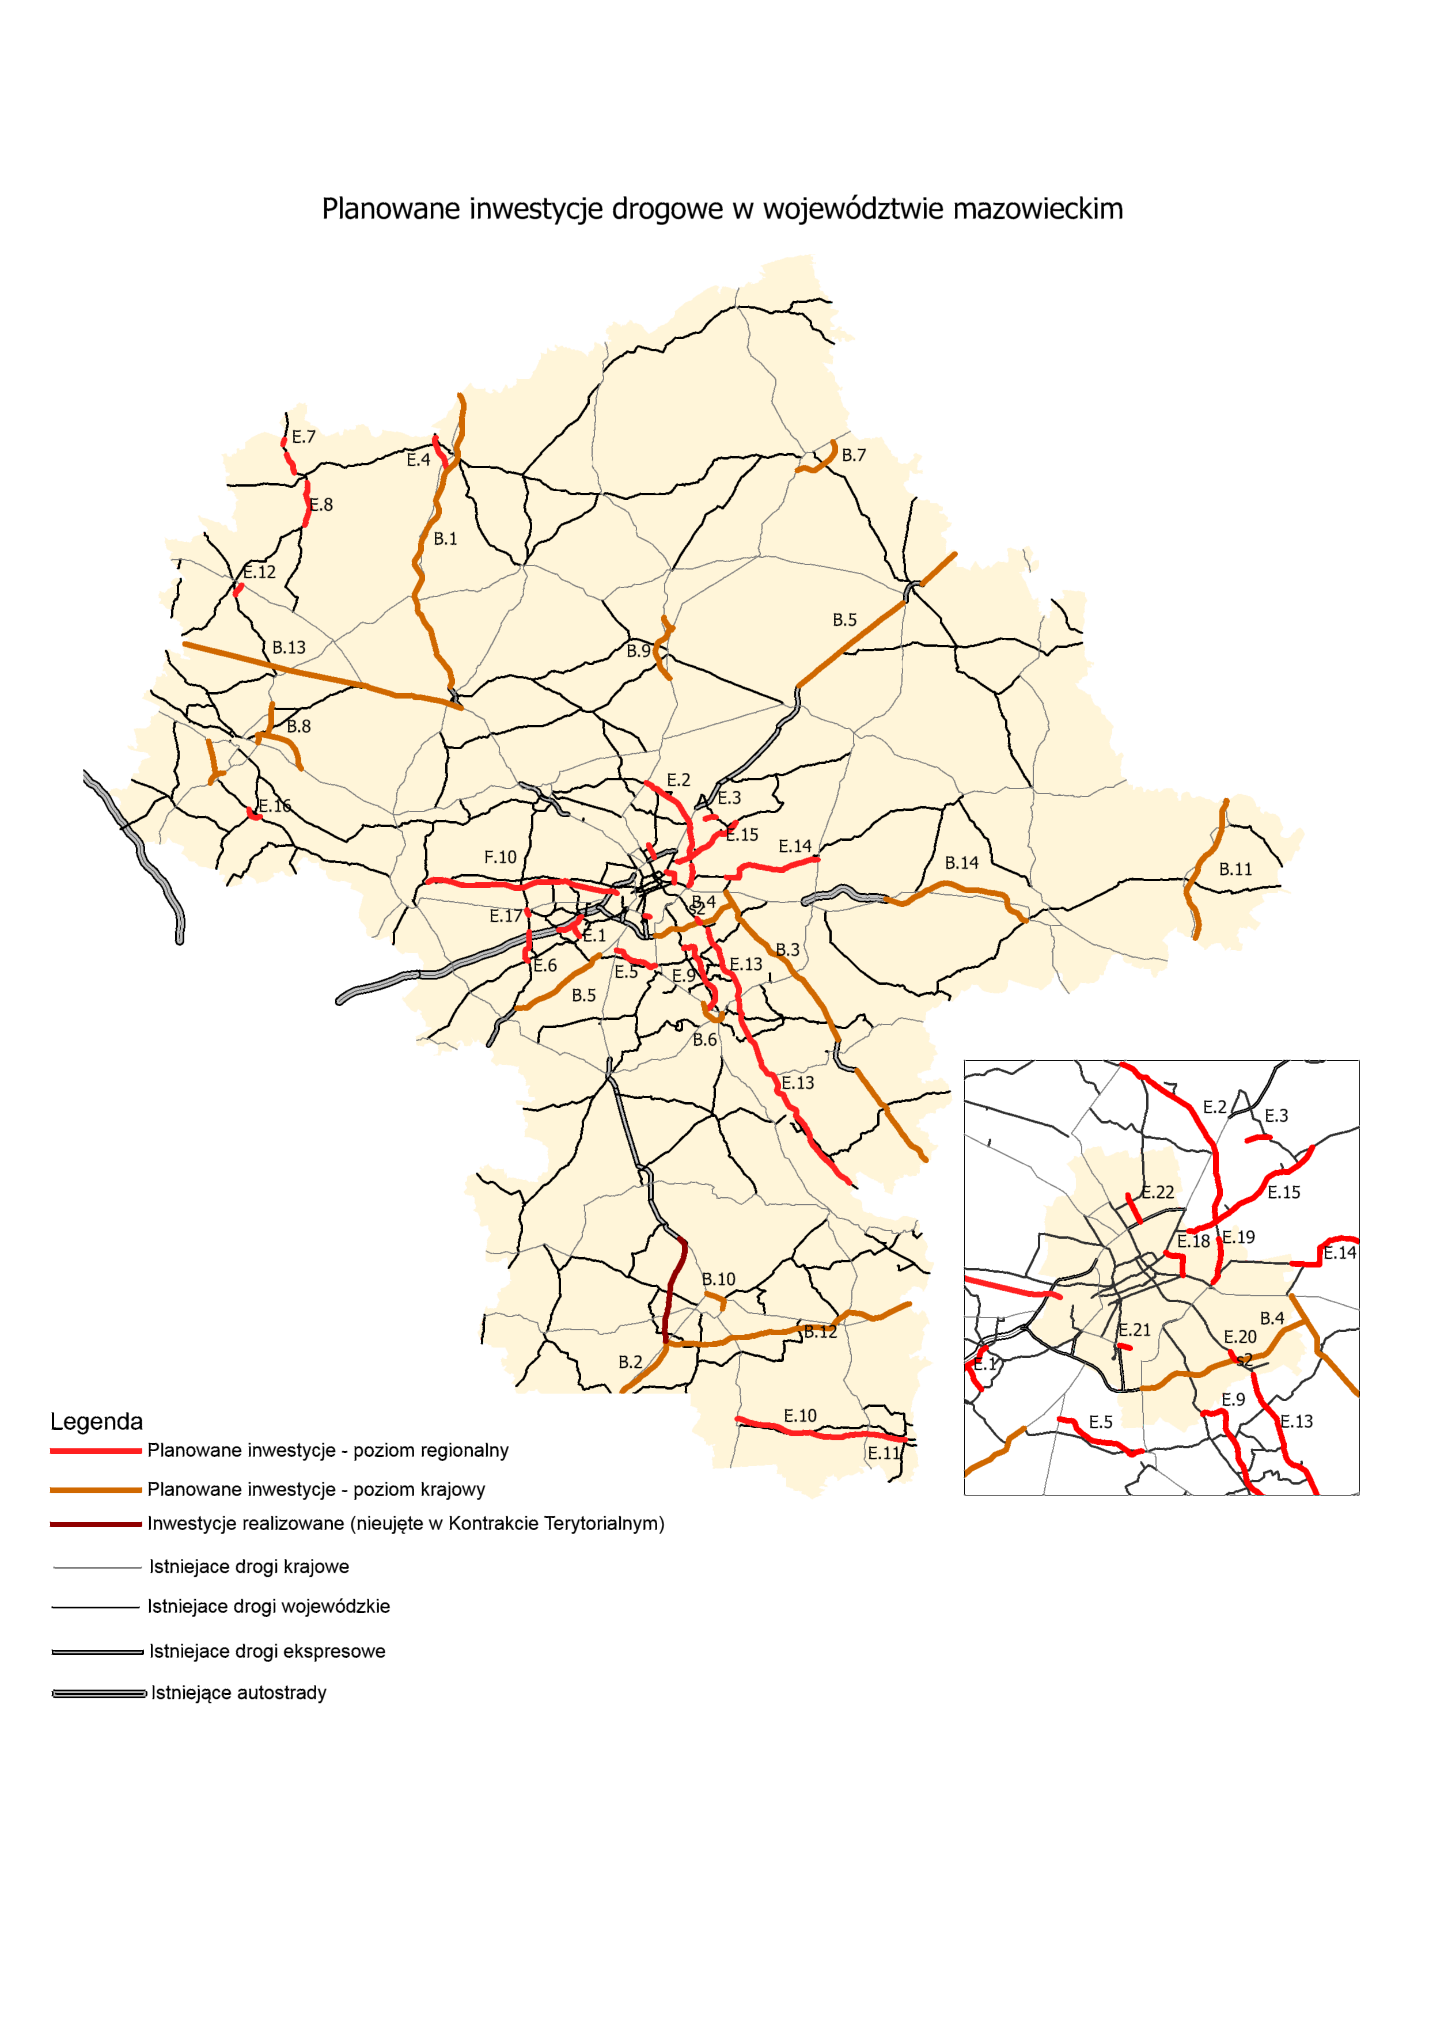 Planowane inwestycje drogowe w województwie mazowieckim
E.7
E.4
B.7
E.8
B.1
E.12
B.5
B.13
B.9
B.8
E.2
E.3
E.16
E.15
E.14
F.10
B.14
B.11
B.4
s2
E.17
E.1
B.3
E.6
E.5
E.9
E.13
B.5
B.6
E.13
B.10
B.12
B.2
E.10
E.11
E.2
E.3
E.22
E.15
E.18
E.19
E.14
B.4
E.21
E.20
s2
E.1
E.9
E.5
E.13
Legenda
Planowane inwestycje - poziom regionalny
Planowane inwestycje - poziom krajowy
Inwestycje realizowane (nieujęte w Kontrakcie Terytorialnym)
Istniejace drogi krajowe
Istniejace drogi wojewódzkie
Istniejace drogi ekspresowe
Istniejące autostrady